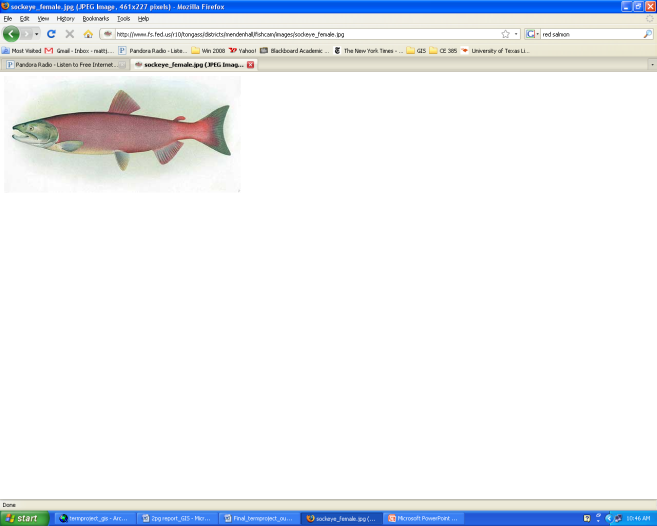 sockeye_female.jpg (JPEG Image, 461x227 pixels) - Mozilla Firefox
File Edit View History Bookmarks Tools Help
http://www.fs.fed.us/r10/tongass/districts/mendenhall/fishcam/images/sockeye_female.jpg red salmon
Most Visited Gmail - Inbox - mattj... Pandora Radio - Liste... Win 2008 Yahoo! Blackboard Academic ... The New York Times - ... GIS CE 365 University of Texas Li...
Pandora Radio - Listen to Free Internet... sockeye_female.jpg (JPEG Imag...
Done
start termproject_gis - Arc... 2pg report_GIS - Micr... Final_termproject_ou... sockeye_female.jpg (... Microsoft PowerPoint ... 10:46 AM